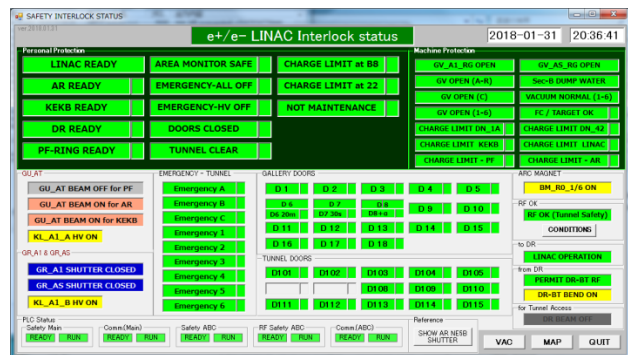 SAFETY INTERLOCK STATUS
ver.2018.01.31
e+/e- LINAC Interlock status
2018-01-31 20:36:41
Personal Protection
LINAC READY
AREA MONITOR SAFE
CHARGE LIMIT at B8
AR READY
EMERGENCY-ALL OFF
CHARGE LIMIT at 22
KEKB READY
EMERGENCY-HV OFF
NOT MAINTENANCE
DR READY
DOORS CLOSED
PF-RING READY
TUNNEL CLEAR
Machine Protection
GV_A1_RG OPEN
GV_AS_RG OPEN
GV OPEN (A-R)
Sec-B DUMP WATER
GV OPEN (C)
VACUUM NORMAL (1-6)
GV OPEN (1-6)
FC / TARGET OK
CHARGE LIMIT DN_1A
CHARGE LIMIT DN_42
CHARGE LIMIT KEKB
CHARGE LIMIT R0_LNC
CHARGE LIMIT - PF
CHARGE LIMIT - AR
GU_AT
GU_AT BEAM OFF for PF
GU_AT BEAM ON for AR
GU_AT BEAM ON for KEKB
KL_A1_A HV ON
GR_A1 & GR_AS
GR_A1 SHUTTER CLOSED
GR_AS SHUTTER CLOSED
KL_A1_B HV ON
EMERGENCY - TUNNEL
Emergency A
Emergency B
Emergency C
Emergency 1
Emergency 2
Emergency 3
Emergency 4
Emergency 5
Emergency 6
GALLERY DOORS
D 1
D 2
D 3
D 4
D 5
D 6
D6 20m
D 7
D7 30s
D 8
D8+π
D 9
D 10
D 11
D 12
D 13
D 14
D 15
D 16
D 17
D 18
TUNNEL DOORS
D101
D102
D103
D104
D105
D108
D109
D110
D111
D112
D113
D114
D115
ARC MAGNET
BM_R0_1/6 ON
RF OK
RF OK (Tunnel Safety)
CONDITIONS
to DR
LINAC OPERATION
from DR
PERMIT DR-BT RF
DR-BT BEND ON
for Tunnel Access
DR BEAM OFF
PLC Status
Safety Main
READY RUN
Comm.(Main)
READY RUN
Safety ABC
READY RUN
RF Safety ABC
READY RUN
Comm.(ABC)
READY RUN
Reference
SHOW AR NE5B
SHUTTER
VAC
MAP
QUIT